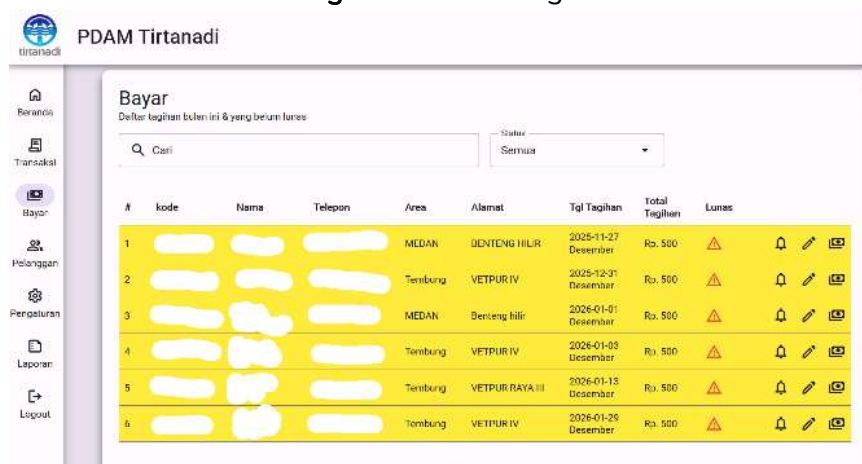 tirtanadi
PDAM Tirtanadi
Beranda
Transaksi
Bayar
Pelanggan
Pengaturan
Laporan
Logout
Bayar
Daftar tagihan bulan ini & yang belum lunas
Cari
Status
Semua
# kode Nama Telepon Area Alamat Tgl Tagihan Total Tagihan Lunas
1 MEDAN BENTENG HILIR 2025-11-27 Desember Rp. 500
2 Tembung VETPUR IV 2025-12-31 Desember Rp. 500
3 MEDAN Benteng hilir 2026-01-01 Desember Rp. 500
4 Tembung VETPUR IV 2026-01-03 Desember Rp. 500
5 Tembung VETPUR RAYA III 2026-01-13 Desember Rp. 500
6 Tembung VETPUR IV 2026-01-29 Desember Rp. 500